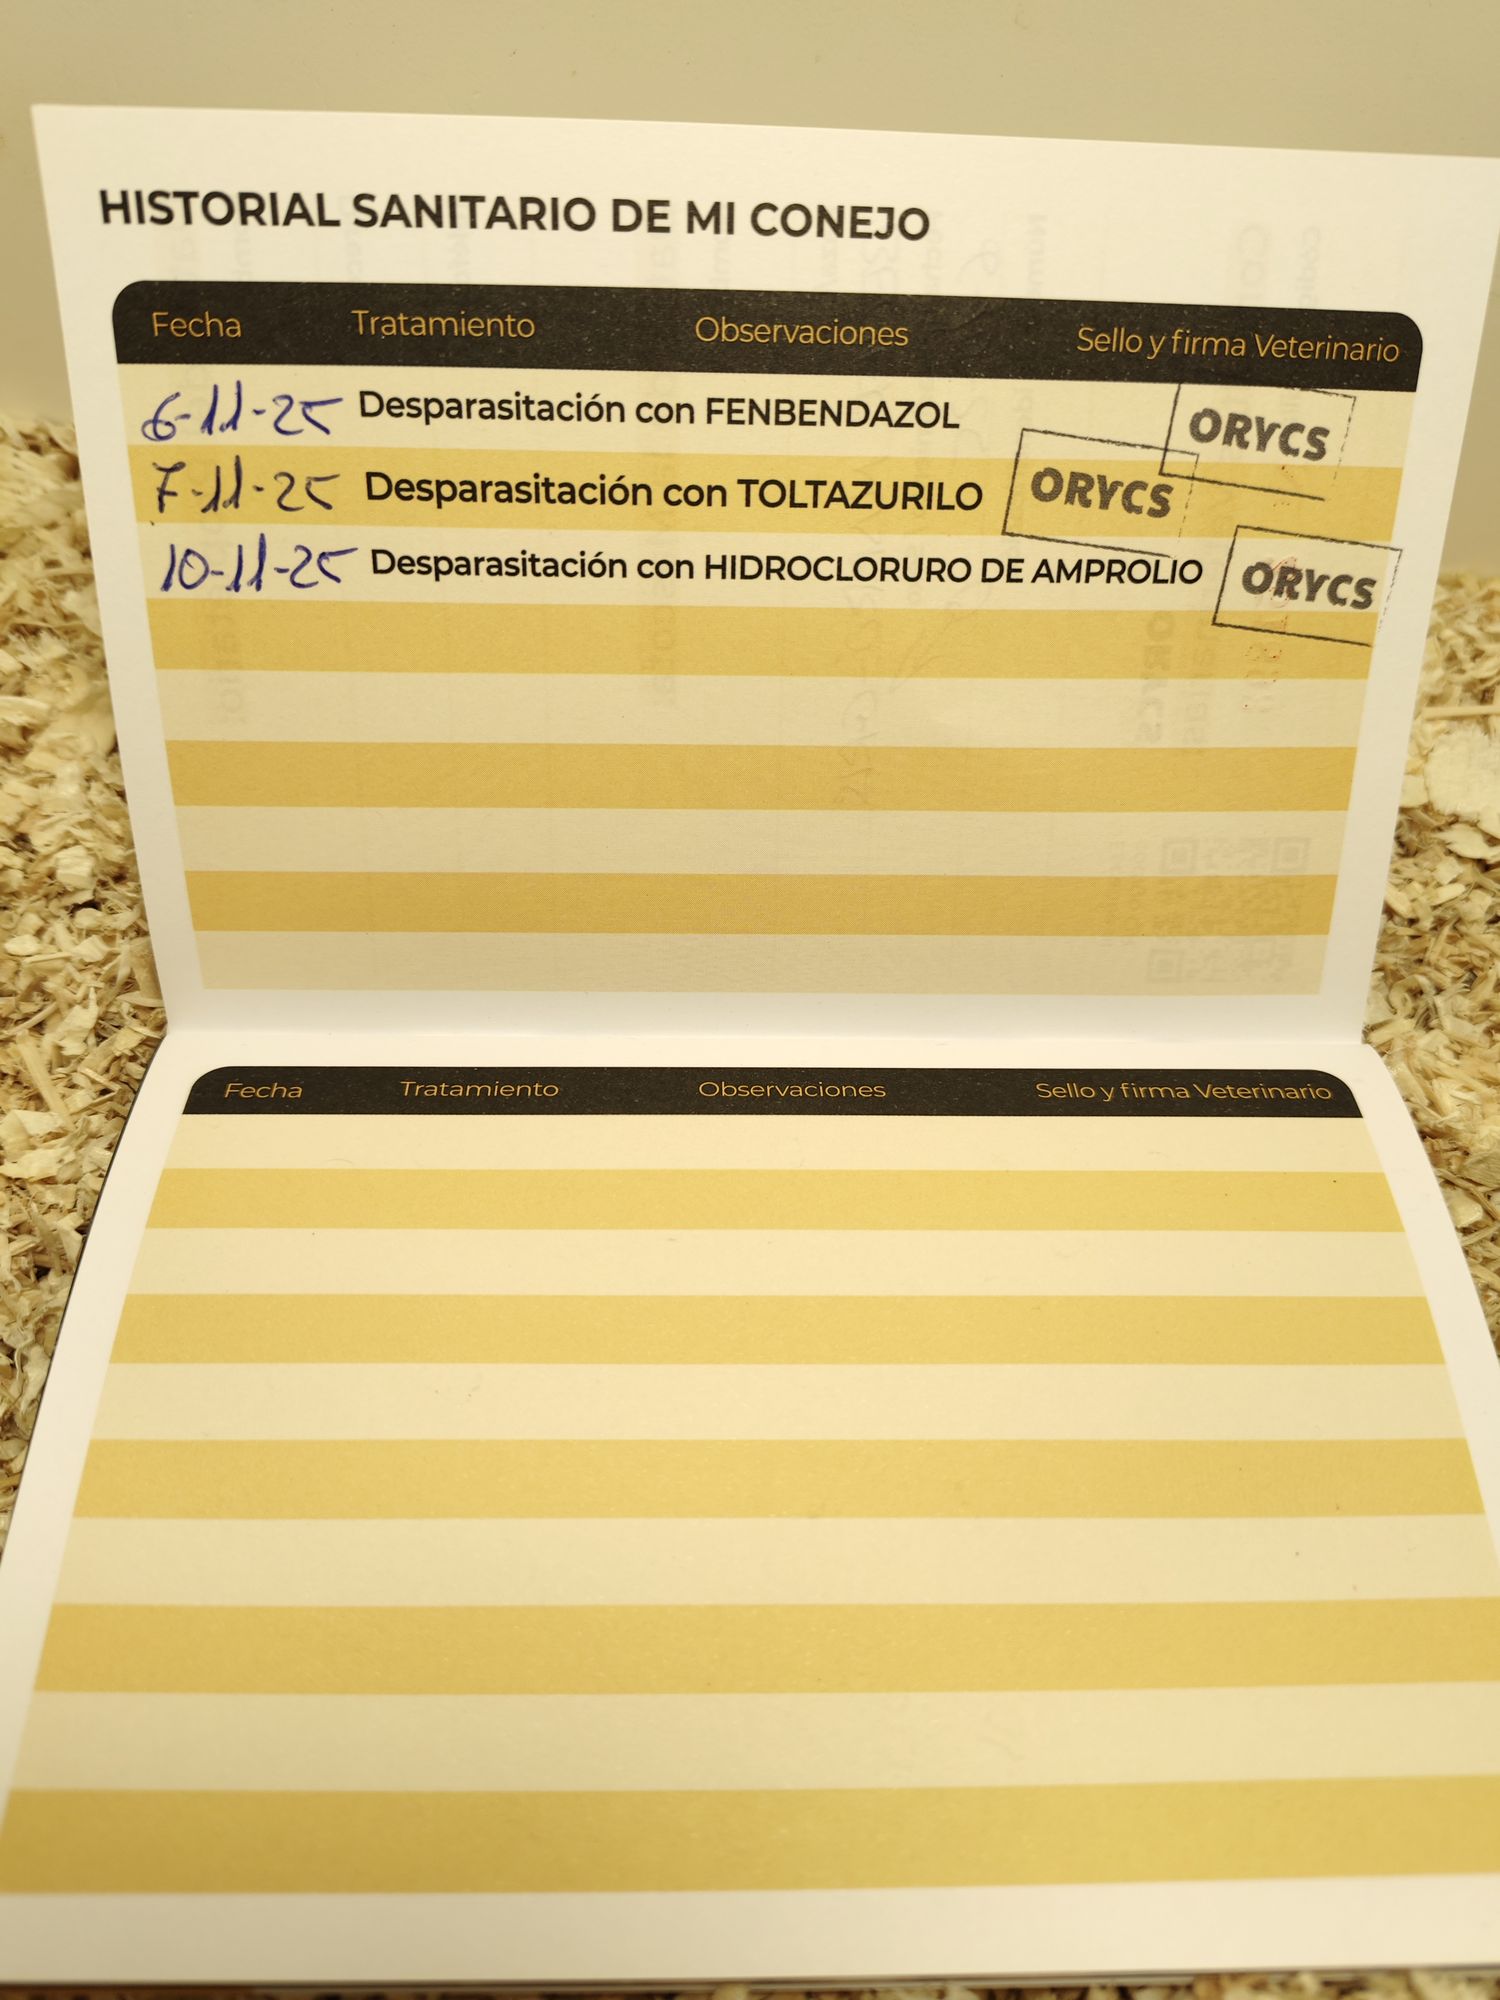 HISTORIAL SANITARIO DE MI CONEJO
Fecha Tratamiento Observaciones Sello y firma Veterinario
6-11-25 Desparasitación con FENBENDAZOL ORYCS
7-11-25 Desparasitación con TOLTAZURILO ORYCS
10-11-25 Desparasitación con HIDROCLORURO DE AMPROLIO ORYCS
Fecha Tratamiento Observaciones Sello y firma Veterinario